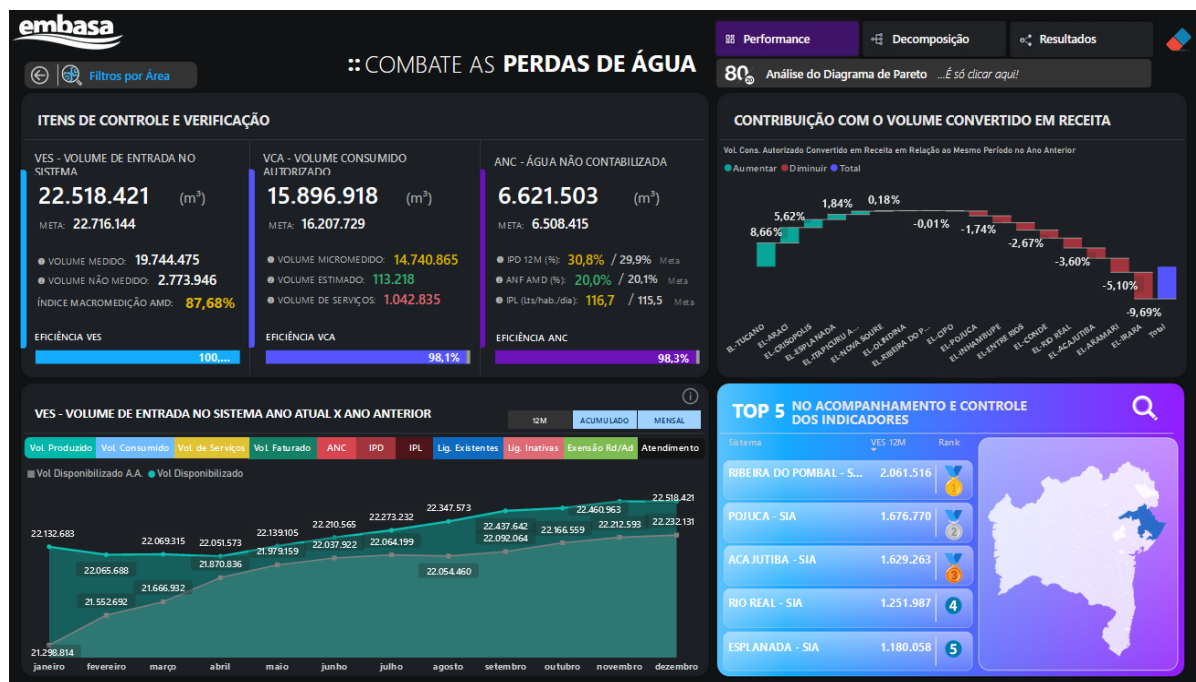 embasa
Filtros por Área
:: COMBATE AS PERDAS DE ÁGUA
Performance
Decomposição
Resultados
80 20 Análise do Diagrama de Pareto ...É só clicar aqui!
ITENS DE CONTROLE E VERIFICAÇÃO
VES - VOLUME DE ENTRADA NO
SISTEMA
22.518.421 (m³)
META: 22.716.144
VOLUME MEDIDO: 19.744.475
VOLUME NÃO MEDIDO: 2.773.946
ÍNDICE MACROMEDIÇÃO AMD: 87,68%
EFICIÊNCIA VES
100,...
VCA - VOLUME CONSUMIDO
AUTORIZADO
15.896.918 (m³)
META: 16.207.729
VOLUME MICROMEDIDO: 14.740.865
VOLUME ESTIMADO: 113.218
VOLUME DE SERVIÇOS: 1.042.835
EFICIÊNCIA VCA
98,1%
ANC - ÁGUA NÃO CONTABILIZADA
6.621.503 (m³)
META: 6.508.415
IPD 12M (%): 30,8% / 29,9% Meta
ANF AMD (%): 20,0% / 20,1% Meta
IPL (Lts/hab./dia): 116,7 / 115,5 Meta
EFICIÊNCIA ANC
98,3%
CONTRIBUIÇÃO COM O VOLUME CONVERTIDO EM RECEITA
Vol. Cons. Autorizado Convertido em Receita em Relação ao Mesmo Período no Ano Anterior
Aumentar Diminuir Total
8,66%
5,62%
1,84%
0,18%
-0,01%
-1,74%
-2,67%
-3,60%
-5,10%
-9,69%
EL-TUCANO
EL-ARACI
EL-CRISOPOLIS
EL-ESPLANADA
EL-ITAPICURU A...
EL-NOVA SOURE
EL-OLINDINA
EL-RIBEIRA DO P...
EL-CIPO
EL-POJUCA
EL-INHAMBUPE
EL-ENTRE RIOS
EL-CONDE
EL-RIO REAL
EL-ACAJUTIBA
EL-ARAMARI
EL-IRARA
Total
VES - VOLUME DE ENTRADA NO SISTEMA ANO ATUAL X ANO ANTERIOR
12M
ACUMULADO
MENSAL
Vol. Produzido
Vol. Consumido
Vol. de Serviços
Vol. Faturado
ANC
IPD
IPL
Lig. Existentes
Lig. Inativas
Exensão Rd/Ad
Atendimento
Vol Disponibilizado A.A. Vol Disponibilizado
22.132.683
22.065.688
22.069.315
22.051.573
22.139.105
22.210.565
22.273.232
22.347.573
22.437.642
22.460.963
22.518.421
21.298.814
21.552.692
21.666.932
21.870.836
21.979.159
22.037.922
22.064.199
22.054.460
22.092.064
22.165.559
22.212.593
22.232.131
janeiro fevereiro março abril maio junho julho agosto setembro outubro novembro dezembro
TOP 5 NO ACOMPANHAMENTO E CONTROLE
DOS INDICADORES
Sistema VES 12M Rank
RIBEIRA DO POMBAL - S... 2.061.516 1
POJUCA - SIA 1.676.770 2
ACAJUTIBA - SIA 1.629.263 3
RIO REAL - SIA 1.251.987 4
ESPLANADA - SIA 1.180.058 5